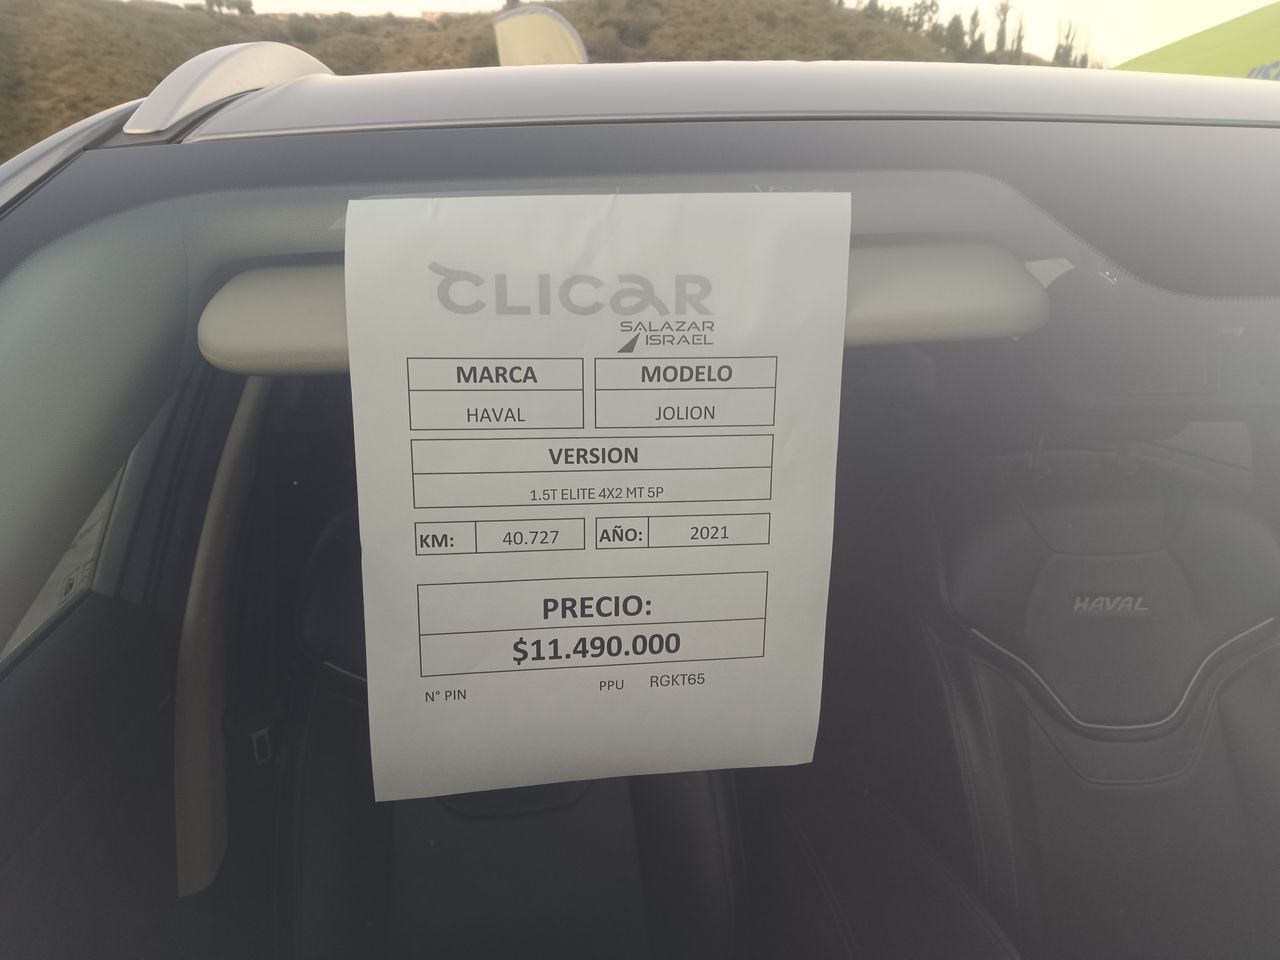 CLICAR
SALAZAR
ISRAEL
MARCA
HAVAL
MODELO
JOLION
VERSION
1.5T ELITE 4X2 MT 5P
KM: 40.727
AÑO: 2021
PRECIO:
$11.490.000
N° PIN
PPU RGKT65
HAVAL